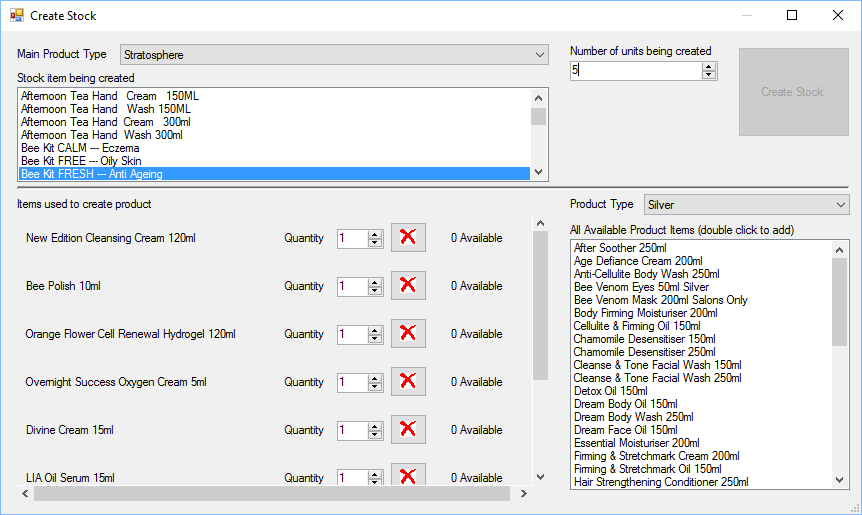 Create Stock
Main Product Type Stratosphere
Number of units being created
5
Create Stock
Stock item being created
Afternoon Tea Hand Cream 150ML
Afternoon Tea Hand Wash 150ML
Afternoon Tea Hand Cream 300ml
Afternoon Tea Hand Wash 300ml
Bee Kit CALM --- Eczema
Bee Kit FREE --- Oily Skin
Bee Kit FRESH --- Anti Ageing
Items used to create product
New Edition Cleansing Cream 120ml Quantity 1 0 Available
Bee Polish 10ml Quantity 1 0 Available
Orange Flower Cell Renewal Hydrogel 120ml Quantity 1 0 Available
Overnight Success Oxygen Cream 5ml Quantity 1 0 Available
Divine Cream 15ml Quantity 1 0 Available
LIA Oil Serum 15ml Quantity 1 0 Available
Product Type Silver
All Available Product Items (double click to add)
After Soother 250ml
Age Defiance Cream 200ml
Anti-Cellulite Body Wash 250ml
Bee Venom Eyes 50ml Silver
Bee Venom Mask 200ml Salons Only
Body Firming Moisturiser 200ml
Cellulite & Firming Oil 150ml
Chamomile Desensitiser 150ml
Chamomile Desensitiser 250ml
Cleanse & Tone Facial Wash 150ml
Cleanse & Tone Facial Wash 250ml
Detox Oil 150ml
Dream Body Oil 150ml
Dream Body Wash 250ml
Dream Face Oil 150ml
Essential Moisturiser 200ml
Firming & Stretchmark Cream 200ml
Firming & Stretchmark Oil 150ml
Hair Strengthening Conditioner 250ml